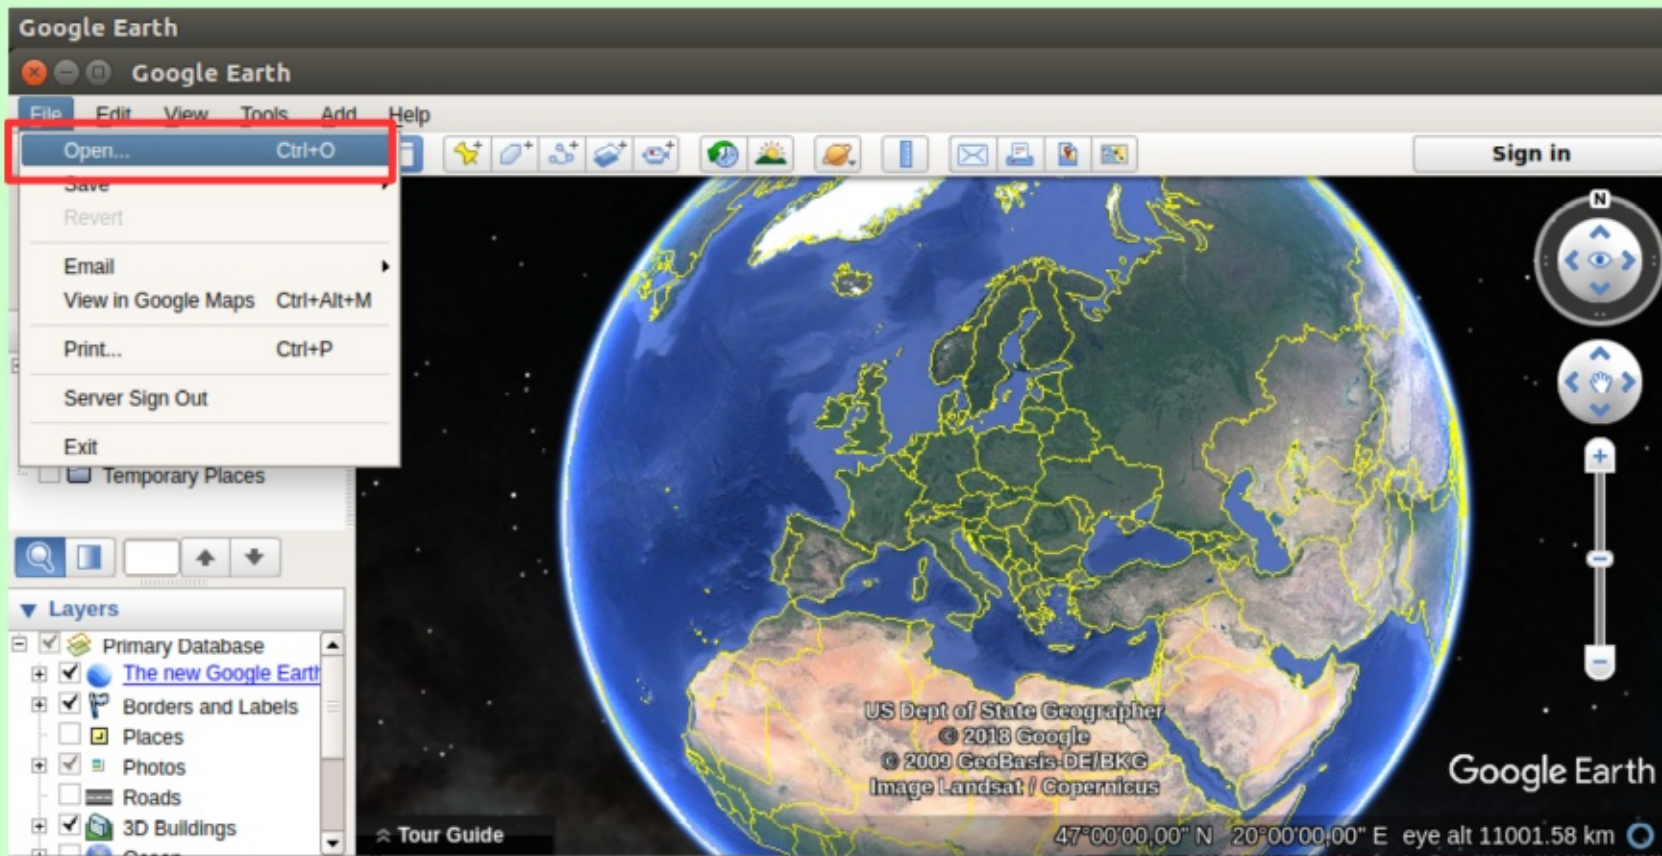 Google Earth
Google Earth
File Edit View Tools Add Help
Open... Ctrl+O
Sign in
Save
Revert
N
Email
View in Google Maps Ctrl+Alt+M
Print... Ctrl+P
Server Sign Out
Exit
Temporary Places
Layers
Primary Database
The new Google Earth
Borders and Labels
Places
Photos
Roads
3D Buildings
US Dept of State Geographer
© 2018 Google
© 2009 GeoBasis-DE/BKG
Image Landsat / Copernicus
Google Earth
Tour Guide
47°00'00,00" N 20°00'00,00" E eye alt 11001.58 km